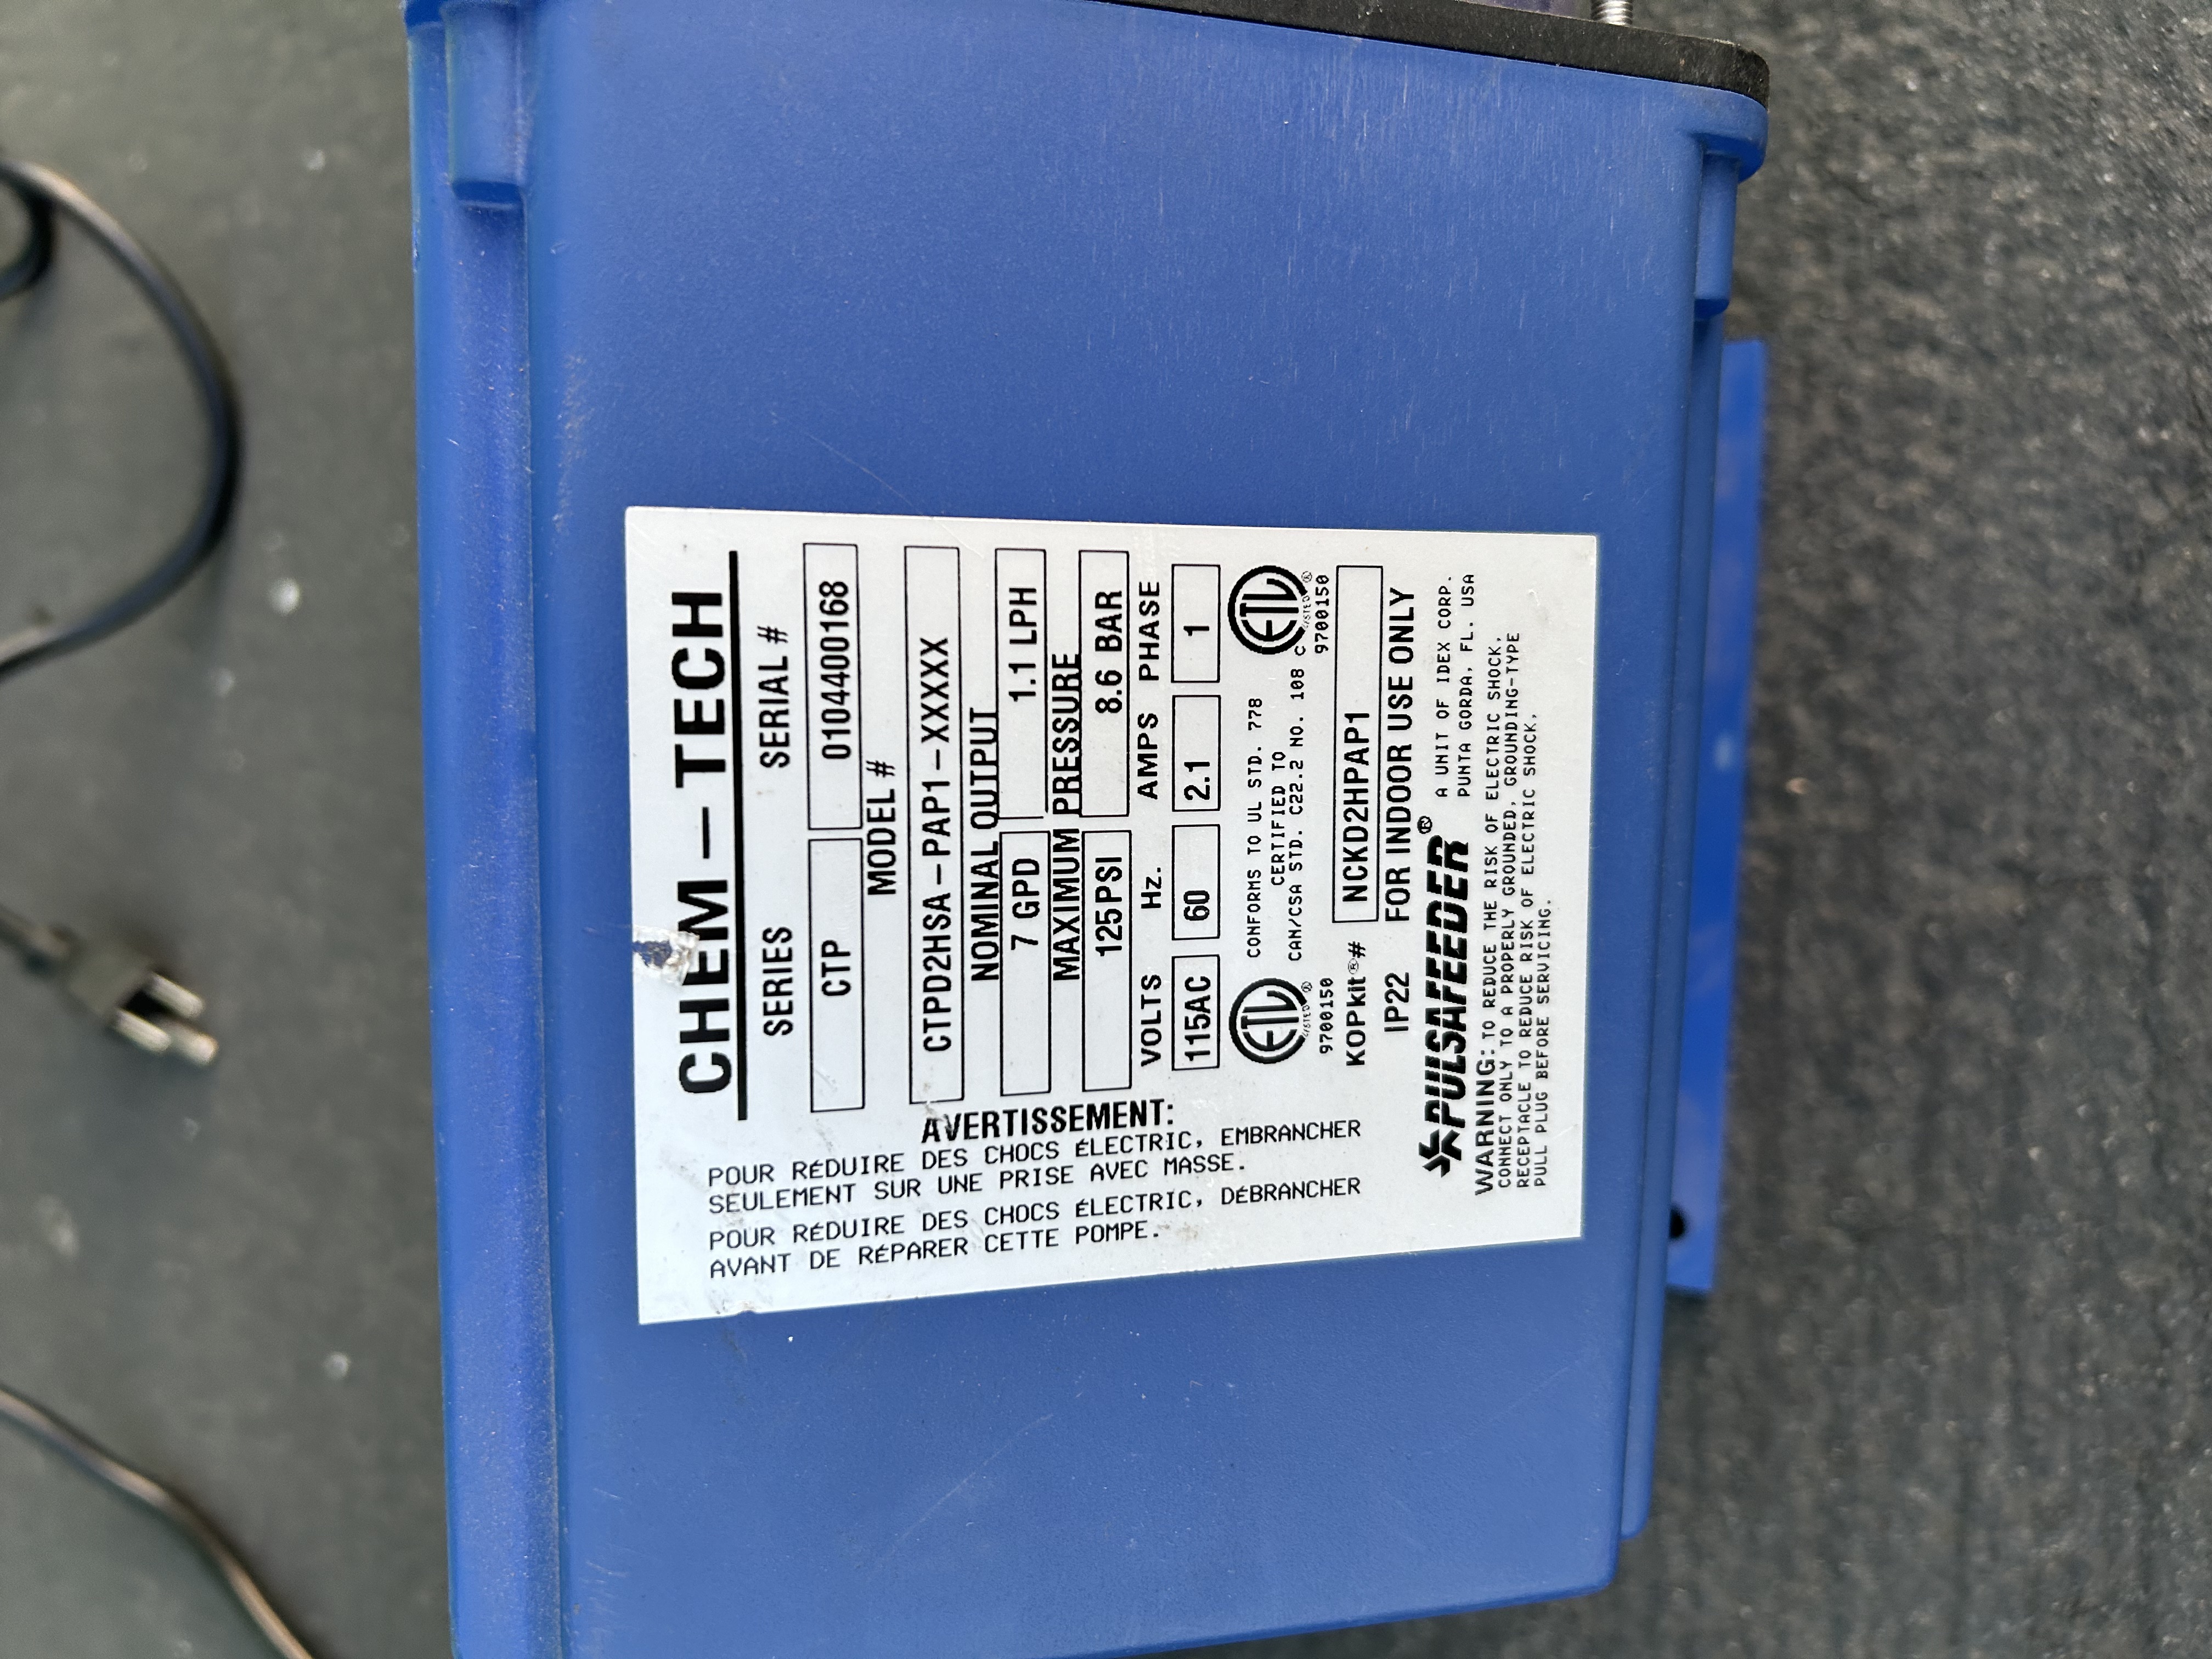 CHEM-TECH
SERIES SERIAL #
CTP 0104400168
MODEL #
CTPD2HSA-PAP1-XXXXX
NOMINAL OUTPUT
7 GPD 1.1 LPH
MAXIMUM PRESSURE
125PSI 8.6 BAR
VOLTS Hz. AMPS PHASE
115AC 60 2.1 1
ETL LISTED ®
9700150
CONFORMS TO UL STD. 778
CERTIFIED TO
CAN/CSA STD. C22.2 NO. 108
C ETL LISTED ®
9700150
KOPkit®# NCKD2HPAP1
IP22 FOR INDOOR USE ONLY
PULSAFEEDER® A UNIT OF IDEX CORP.
PUNTA GORDA, FL. USA
WARNING: TO REDUCE THE RISK OF ELECTRIC SHOCK,
CONNECT ONLY TO A PROPERLY GROUNDED, GROUNDING-TYPE
RECEPTACLE TO REDUCE RISK OF ELECTRIC SHOCK,
PULL PLUG BEFORE SERVICING.
AVERTISSEMENT:
POUR RÉDUIRE DES CHOCS ÉLECTRIC, EMBRANCHER
SEULEMENT SUR UNE PRISE AVEC MASSE.
POUR RÉDUIRE DES CHOCS ÉLECTRIC, DÉBRANCHER
AVANT DE RÉPARER CETTE POMPE.